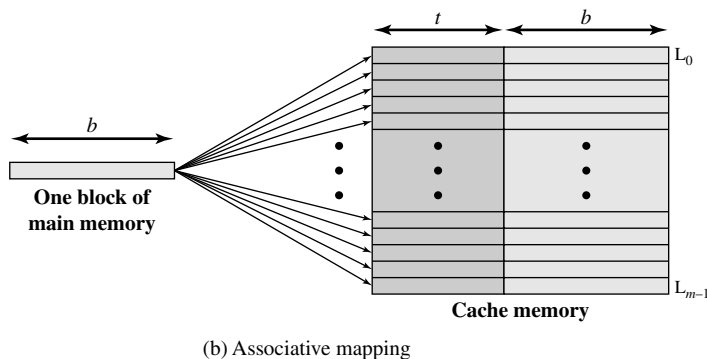 t
b
L0
b
One block of
main memory
Lm–1
Cache memory
(b) Associative mapping